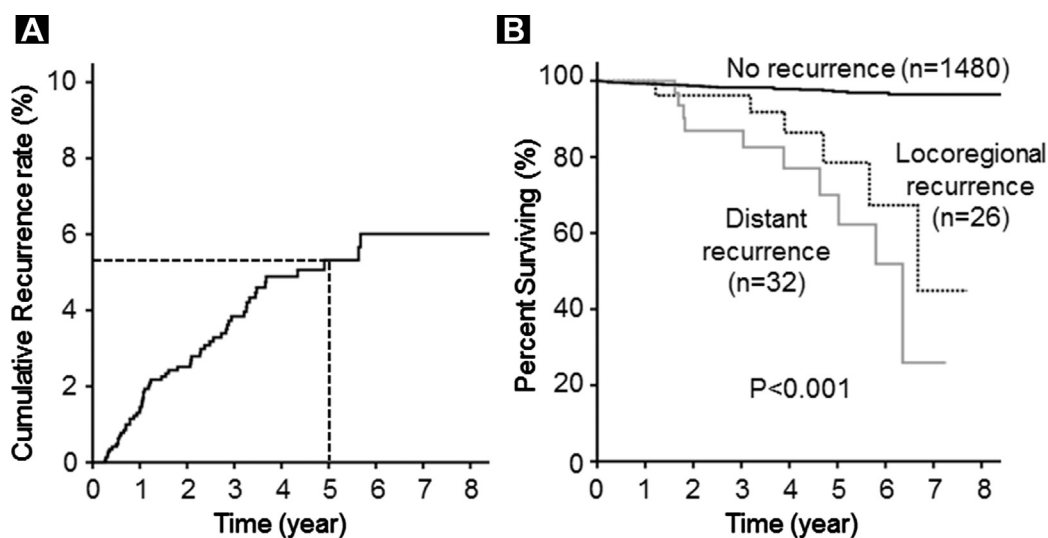 A
Cumulative Recurrence rate (%)
10
8
6
4
2
0
0 1 2 3 4 5 6 7 8
Time (year)
B
Percent Surviving (%)
100
80
60
40
20
0
No recurrence (n=1480)
Locoregional
recurrence
(n=26)
Distant
recurrence
(n=32)
P<0.001
0 1 2 3 4 5 6 7 8
Time (year)